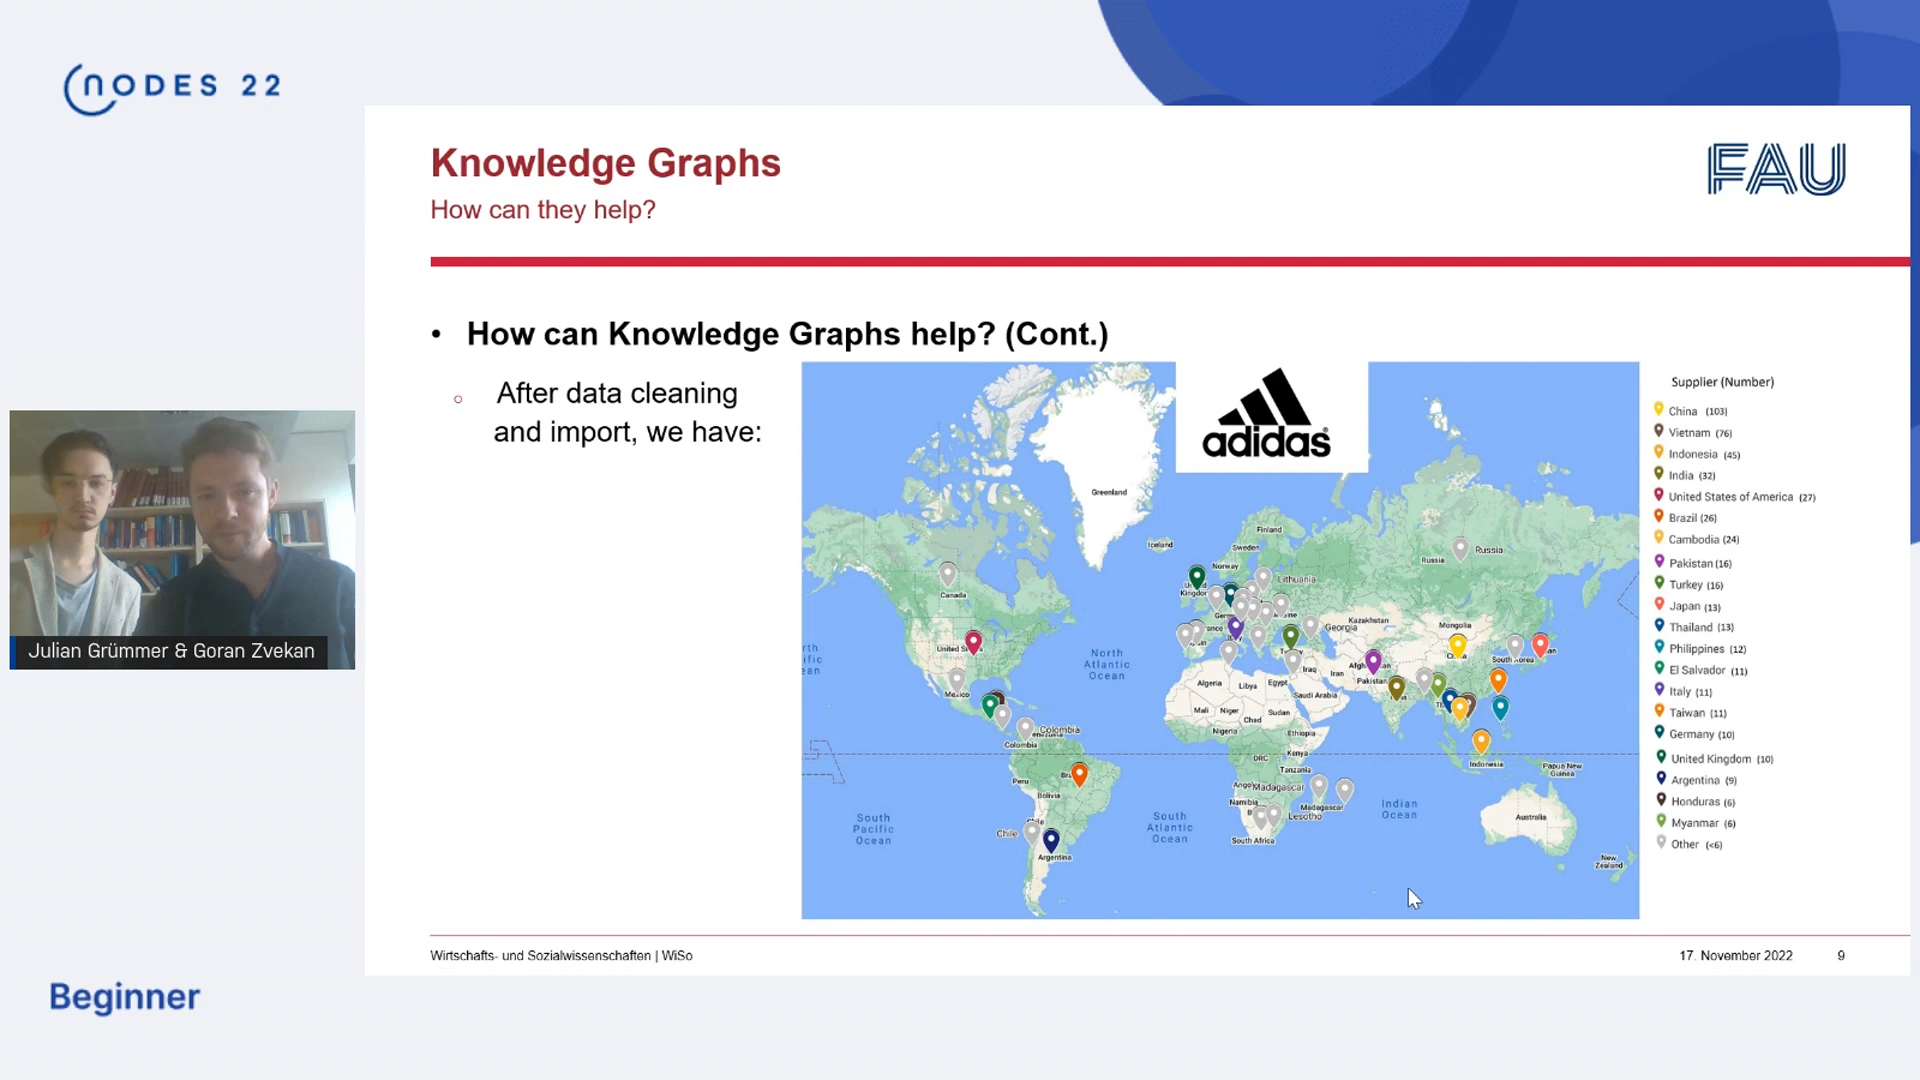 NODES 22
Knowledge Graphs
How can they help?
FAU
• How can Knowledge Graphs help? (Cont.)
After data cleaning
and import, we have:
adidas
Supplier (Number)
China (103)
Vietnam (76)
Indonesia (45)
India (32)
United States of America (27)
Brazil (26)
Cambodia (24)
Pakistan (16)
Turkey (16)
Japan (13)
Thailand (13)
Philippines (12)
El Salvador (11)
Italy (11)
Taiwan (11)
Germany (10)
United Kingdom (10)
Argentina (9)
Honduras (6)
Myanmar (6)
Other (<6)
Greenland
Iceland
Finland
Sweden
Norway
Russia
Russia
Lithuania
Canada
Georgia
Kazakhstan
Mongolia
South Korea
North
Atlantic
Ocean
Iraq
Iran
Pakistan
Mexico
Algeria
Libya
Egypt
Saudi Arabia
Mali
Niger
Chad
Sudan
Nigeria
Ethiopia
Kenya
DRC
Tanzania
Colombia
Colombia
Peru
Bolivia
Indonesia
Papua New
Guinea
Madagascar
Madagascar
Namibia
Lesotho
South Africa
Chile
Argentina
South
Pacific
Ocean
South
Atlantic
Ocean
Indian
Ocean
Australia
New
Zealand
Julian Grümmer & Goran Zvekan
Wirtschafts- und Sozialwissenschaften | WiSo
17. November 2022
9
Beginner